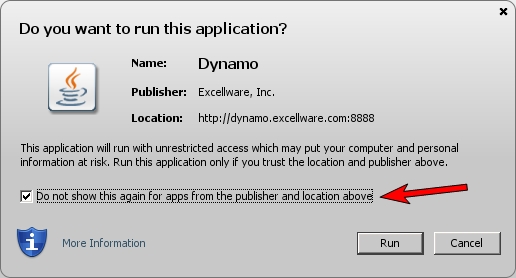 Do you want to run this application?
Name: Dynamo
Publisher: Excellware, Inc.
Location: http://dynamo.excellware.com:8888
This application will run with unrestricted access which may put your computer and personal
information at risk. Run this application only if you trust the location and publisher above.
Do not show this again for apps from the publisher and location above
More Information
Run
Cancel